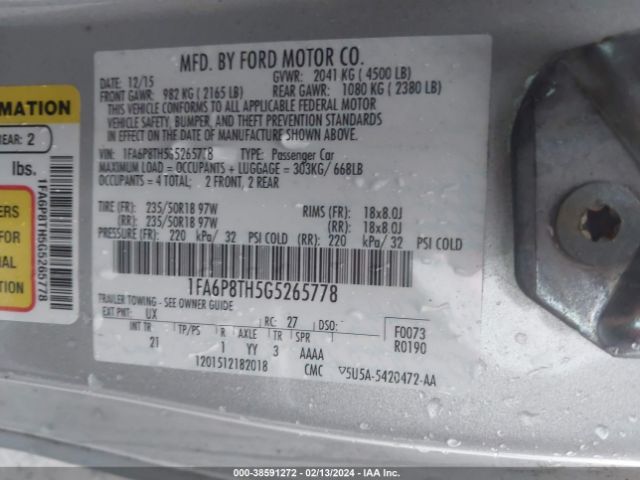 MFD. BY FORD MOTOR CO.
DATE: 12/15 GVWR: 2041 KG ( 4500 LB)
FRONT GAWR: 982 KG ( 2165 LB) REAR GAWR: 1080 KG ( 2380 LB)
THIS VEHICLE CONFORMS TO ALL APPLICABLE FEDERAL MOTOR
VEHICLE SAFETY, BUMPER, AND THEFT PREVENTION STANDARDS
IN EFFECT ON THE DATE OF MANUFACTURE SHOWN ABOVE.
VIN: 1FA6P8TH5G5265778 TYPE: Passenger Car
MAXIMUM LOAD = OCCUPANTS + LUGGAGE = 303KG/ 668LB
OCCUPANTS = 4 TOTAL; 2 FRONT, 2 REAR
TIRE (FR): 235/50R18 97W RIMS (FR): 18x8.0J
(RR): 235/50R18 97W (RR): 18x8.0J
PRESSURE (FR): 220 kPa/ 32 PSI COLD (RR): 220 kPa/ 32 PSI COLD
1FA6P8TH5G5265778
TRAILER TOWING - SEE OWNER GUIDE
EXT PNT: UX RC: 27 DSO: F0073
INT TR TP/PS R AXLE TR SPR R0190
21 1 YY 3 AAAA
1201512182018 CMC ▽5U5A-5420472-AA
RMATION
REAR: 2
lbs.
ERS
FOR
AL
1FA6P8TH5G5265778
000-38591272 - 02/13/2024 - IAA Inc.